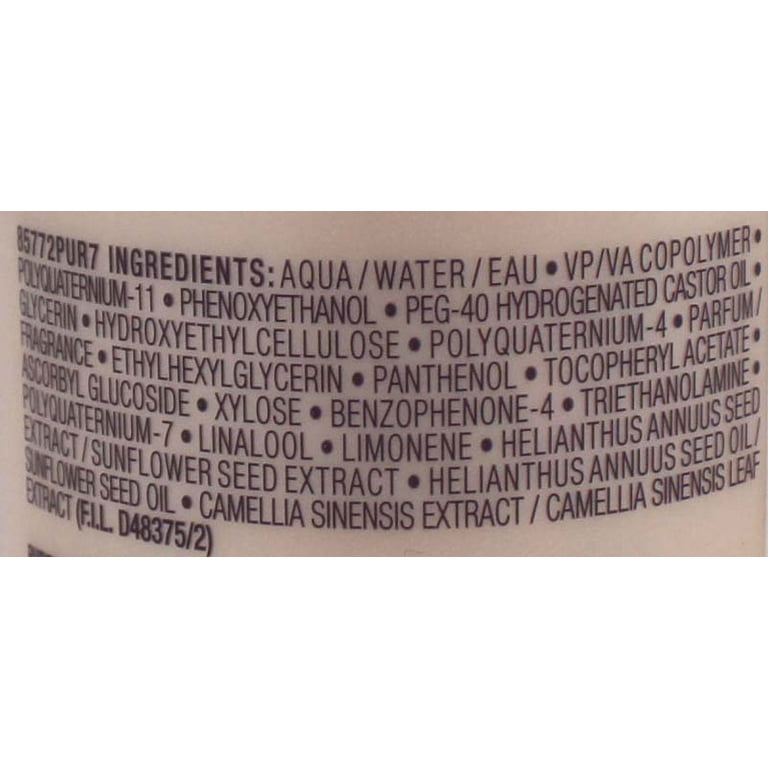 85772PUR7 INGREDIENTS: AQUA / WATER / EAU • VP/VA COPOLYMER •
POLYQUATERNIUM-11 • PHENOXYETHANOL • PEG-40 HYDROGENATED CASTOR OIL •
GLYCERIN • HYDROXYETHYLCELLULOSE • POLYQUATERNIUM-4 • PARFUM /
FRAGRANCE • ETHYLHEXYLGLYCERIN • PANTHENOL • TOCOPHERYL ACETATE •
ASCORBYL GLUCOSIDE • XYLOSE • BENZOPHENONE-4 • TRIETHANOLAMINE •
POLYQUATERNIUM-7 • LINALOOL • LIMONENE • HELIANTHUS ANNUUS SEED
EXTRACT / SUNFLOWER SEED EXTRACT • HELIANTHUS ANNUUS SEED OIL /
SUNFLOWER SEED OIL • CAMELLIA SINENSIS EXTRACT / CAMELLIA SINENSIS LEAF
EXTRACT (F.I.L. D48375/2)